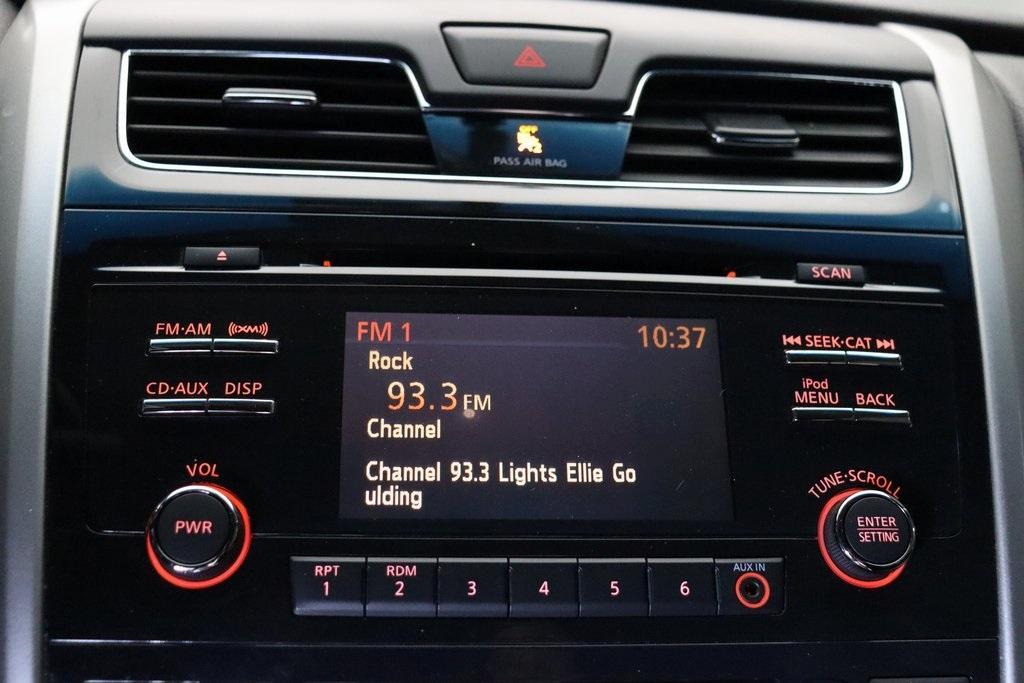 OFF
2
PASS AIR BAG
SCAN
FM·AM
((XM))
CD·AUX DISP
VOL
PWR
FM 1 10:37
Rock
93.3 FM
Channel
Channel 93.3 Lights Ellie Go
ulding
SEEK·CAT
iPod
MENU BACK
TUNE·SCROLL
ENTER
SETTING
RPT
1
RDM
2
3
4
5
6
AUX IN